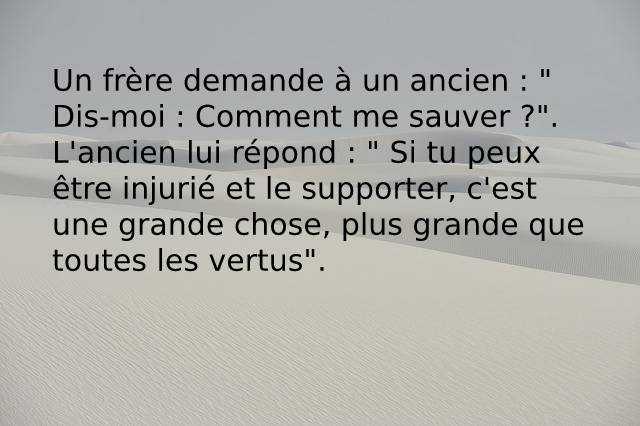 Un frère demande à un ancien : "
Dis-moi : Comment me sauver ?".
L'ancien lui répond : " Si tu peux
être injurié et le supporter, c'est
une grande chose, plus grande que
toutes les vertus".